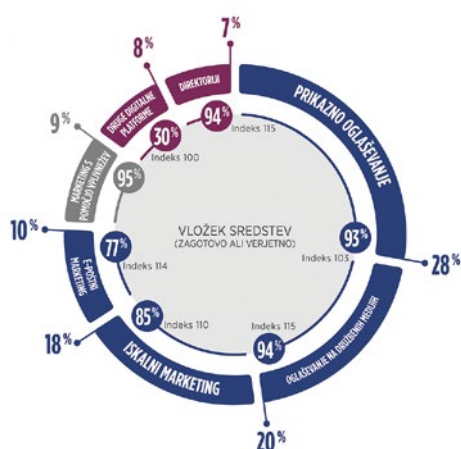 7%
8%
9%
10%
18%
20%
28%
DIREKTORIJI
DRUGE DIGITALNE
PLATFORME
MARKETING S
POMOČJO VPLIVNEŽEV
E-POŠTNI
MARKETING
ISKALNI MARKETING
OGLAŠEVANJE NA DRUŽBENIH MEDIJIH
PRIKAZNO OGLAŠEVANJE
94%
Indeks 115
30%
Indeks 100
95%
77%
Indeks 114
85%
Indeks 110
94%
Indeks 115
93%
Indeks 103
VLOŽEK SREDSTEV
(ZAGOTOVO ALI VERJETNO)